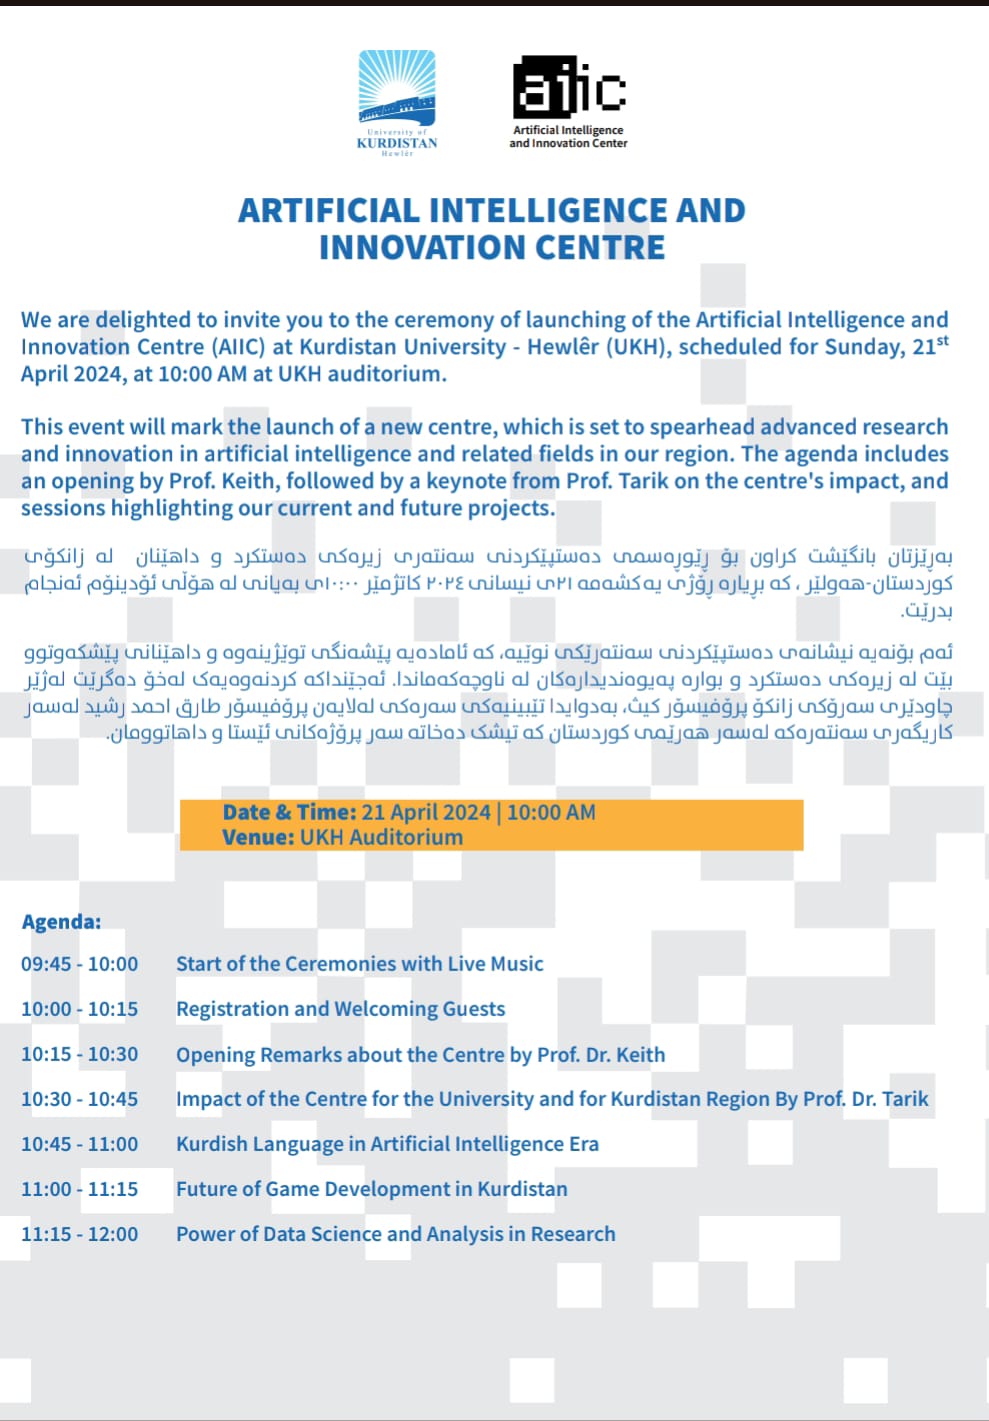 University of
KURDISTAN
Hewlêr
aiic
Artificial Intelligence
and Innovation Center
ARTIFICIAL INTELLIGENCE AND
INNOVATION CENTRE
We are delighted to invite you to the ceremony of launching of the Artificial Intelligence and
Innovation Centre (AIIC) at Kurdistan University - Hewlêr (UKH), scheduled for Sunday, 21st
April 2024, at 10:00 AM at UKH auditorium.
This event will mark the launch of a new centre, which is set to spearhead advanced research
and innovation in artificial intelligence and related fields in our region. The agenda includes
an opening by Prof. Keith, followed by a keynote from Prof. Tarik on the centre's impact, and
sessions highlighting our current and future projects.
بەڕێزتان بانگێشت کراون بۆ ڕێوڕەسمی دەستپێکردنی سەنتەری زیرەکی دەستکرد و داهێنان لە زانکۆی
کوردستان-هەولێر ، کە بڕیارە ڕۆژی یەکشەمە ٢١ی نیسانی ٢٠٢٤ کاتژمێر ١٠:٠٠ی بەیانی لە هۆڵی ئۆدیتۆم ئەنجام
بدرێت.
ئەم بۆنەیە نیشانەی دەستپێکردنی سەنتەرێکی نوێیە، کە ئامادەیە پێشەنگی توێژینەوە و داهێنانی پێشکەوتوو
بێت لە زیرەکی دەستکرد و بوارە پەیوەندیدارەکان لە ناوچەکەماندا. ئەجێنداکە کردنەوەیەک لەخۆ دەگرێت لەژێر
چاودێری سەرۆکی زانکۆ پرۆفیسۆر کیث، بەدوایدا تێبینیەکی سەرەکی لەلایەن پرۆفیسۆر طارق احمد رشید لەسەر
کاریگەری سەنتەرەکە لەسەر هەرێمی کوردستان کە تیشک دەخاتە سەر پرۆژەکانی ئێستا و داهاتوومان.
Date & Time: 21 April 2024 | 10:00 AM
Venue: UKH Auditorium
Agenda:
09:45 - 10:00 Start of the Ceremonies with Live Music
10:00 - 10:15 Registration and Welcoming Guests
10:15 - 10:30 Opening Remarks about the Centre by Prof. Dr. Keith
10:30 - 10:45 Impact of the Centre for the University and for Kurdistan Region By Prof. Dr. Tarik
10:45 - 11:00 Kurdish Language in Artificial Intelligence Era
11:00 - 11:15 Future of Game Development in Kurdistan
11:15 - 12:00 Power of Data Science and Analysis in Research